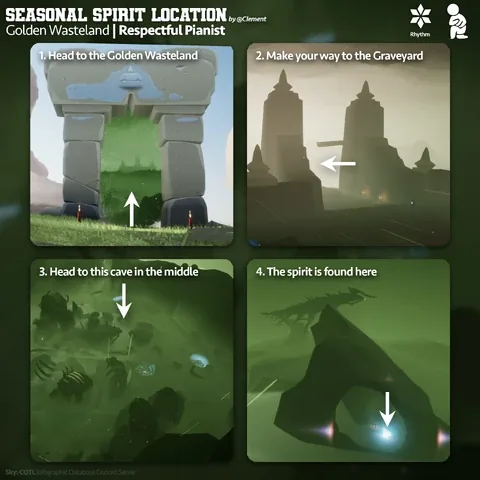 SEASONAL SPIRIT LOCATION by @Clement
Golden Wasteland | Respectful Pianist
Rhythm
1. Head to the Golden Wasteland
2. Make your way to the Graveyard
3. Head to this cave in the middle
4. The spirit is found here
Sky: COTL Infographic Database Discord Server